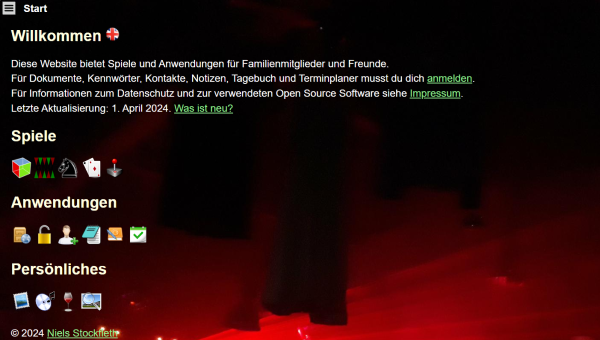 Start
Willkommen
Diese Website bietet Spiele und Anwendungen für Familienmitglieder und Freunde.
Für Dokumente, Kennwörter, Kontakte, Notizen, Tagebuch und Terminplaner musst du dich anmelden.
Für Informationen zum Datenschutz und zur verwendeten Open Source Software siehe Impressum.
Letzte Aktualisierung: 1. April 2024. Was ist neu?
Spiele
Anwendungen
Persönliches
© 2024 Niels Stockfleth